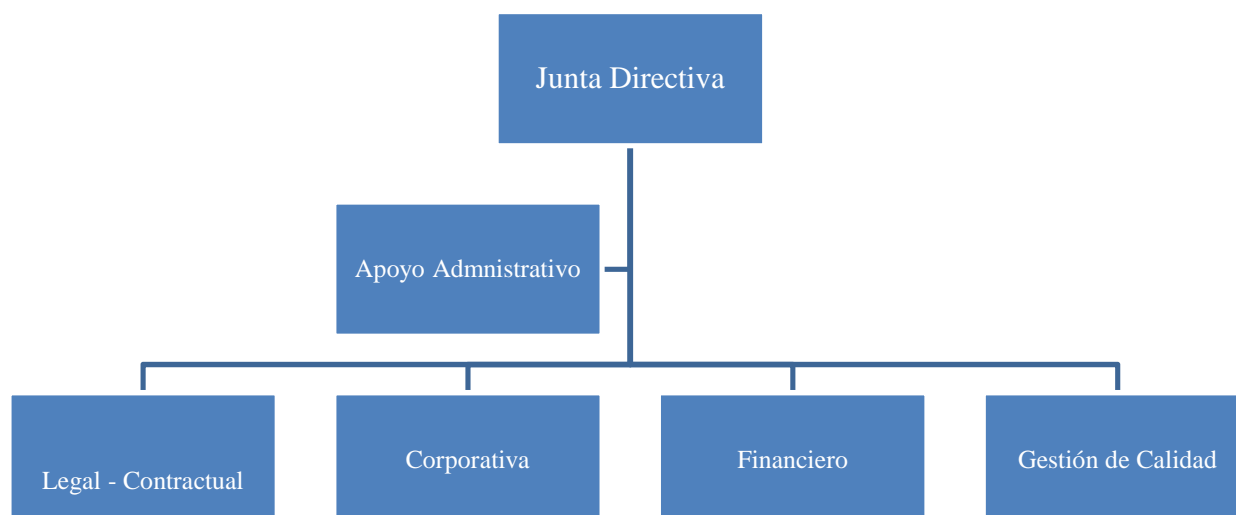 Junta Directiva
Apoyo Admnistrativo
Legal - Contractual
Corporativa
Financiero
Gestión de Calidad